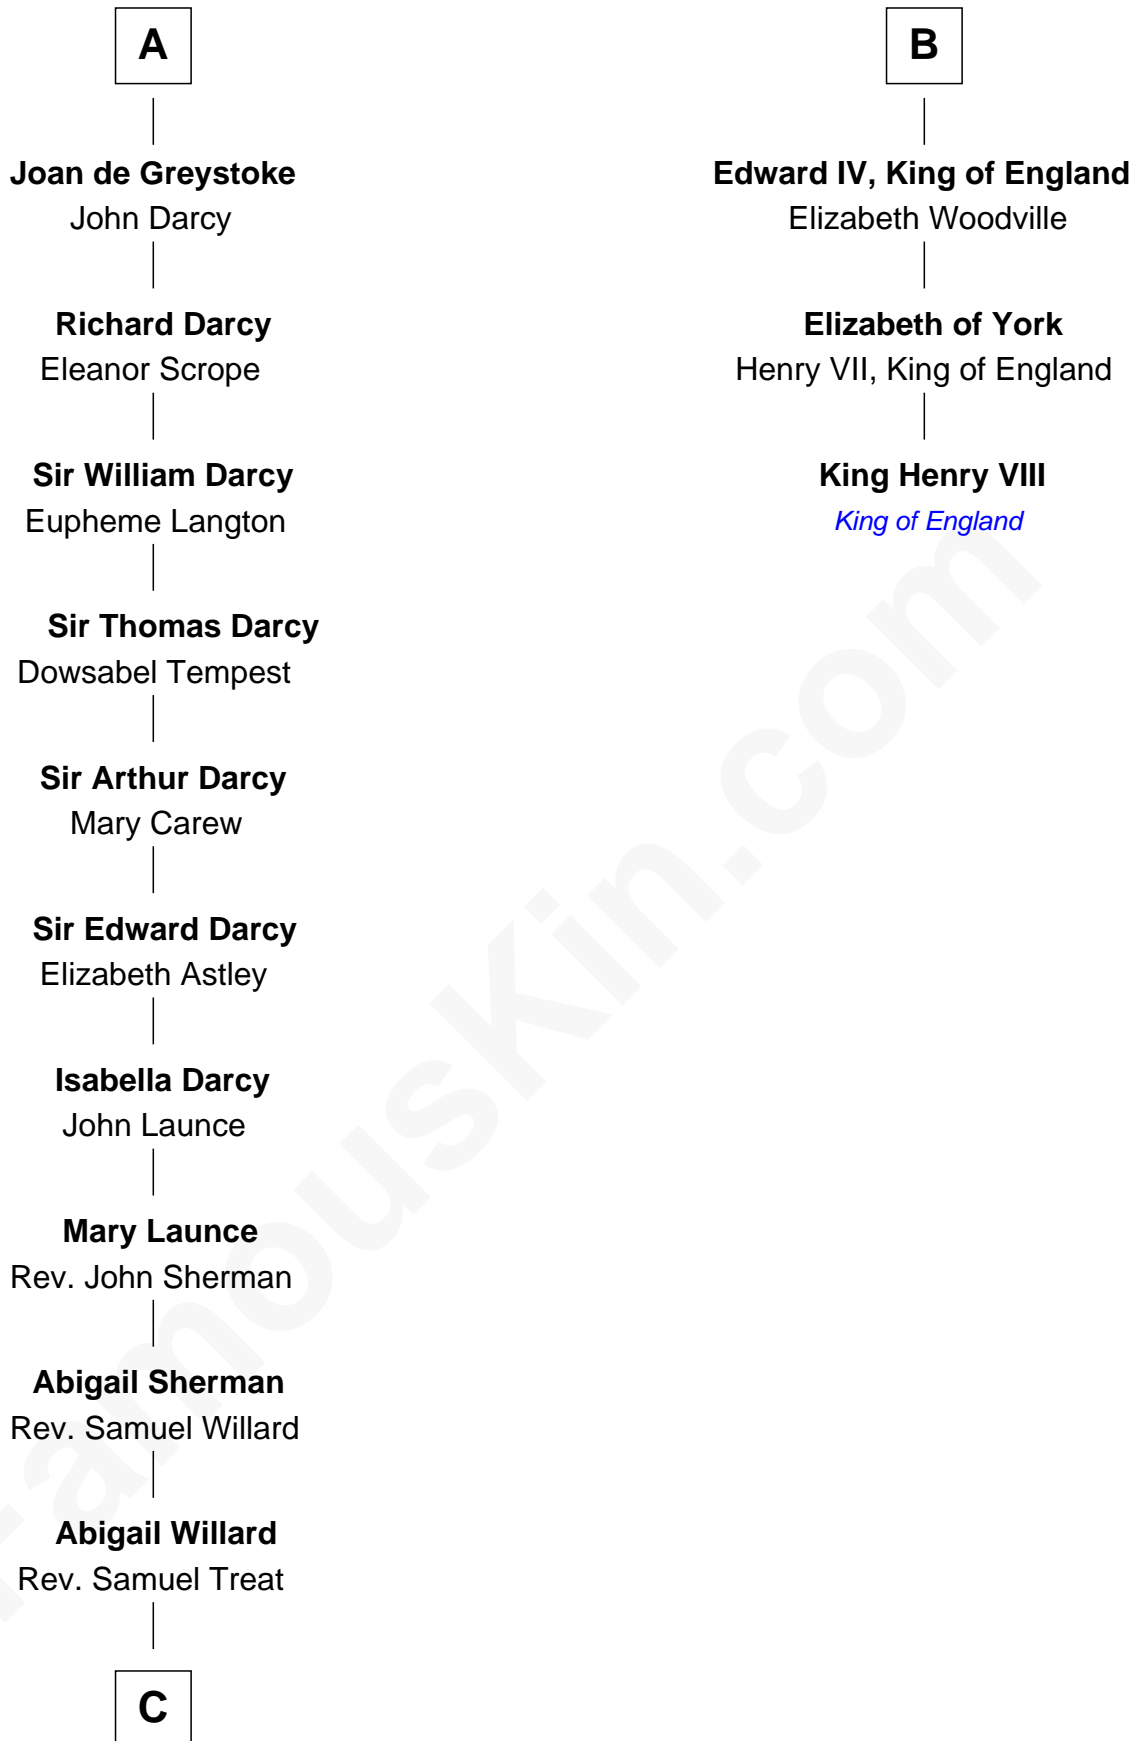 A
Joan de Greystoke
John Darcy
Richard Darcy
Eleanor Scrope
Sir William Darcy
Eupheme Langton
Sir Thomas Darcy
Dowsabel Tempest
Sir Arthur Darcy
Mary Carew
Sir Edward Darcy
Elizabeth Astley
Isabella Darcy
John Launce
Mary Launce
Rev. John Sherman
Abigail Sherman
Rev. Samuel Willard
Abigail Willard
Rev. Samuel Treat
C
B
Edward IV, King of England
Elizabeth Woodville
Elizabeth of York
Henry VII, King of England
King Henry VIII
King of England
FamousKin.com